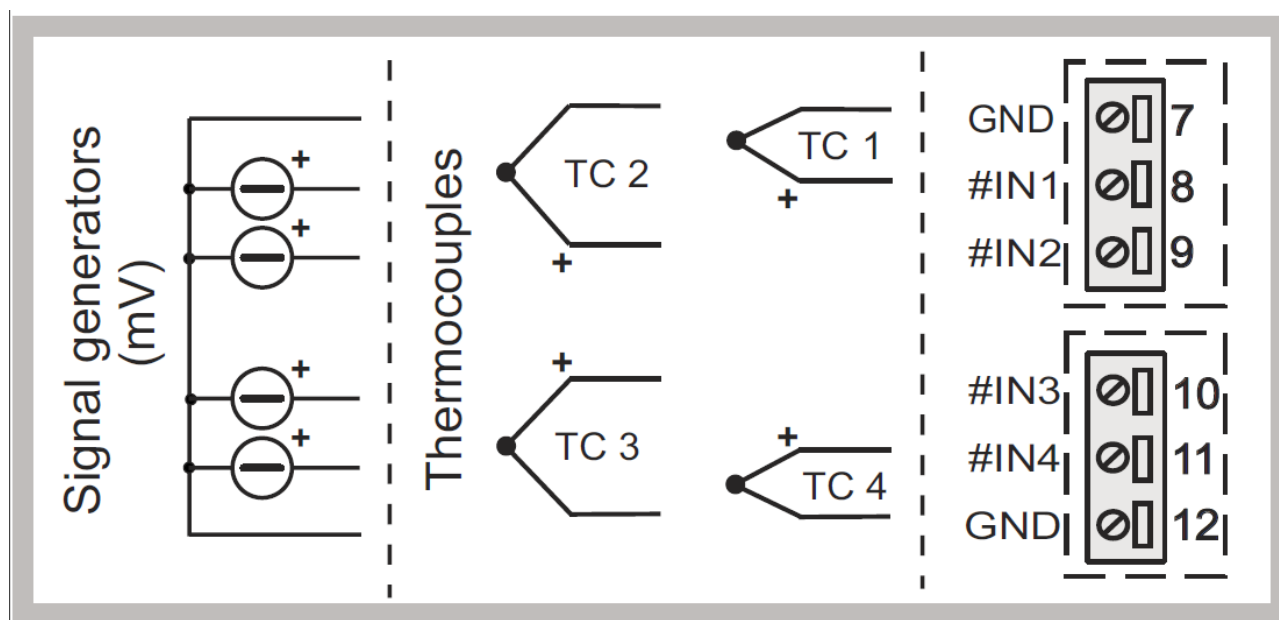 Signal generators
(mV)
+
+
+
+
Thermocouples
TC 2
+
TC 1
+
+
TC 3
+
TC 4
GND 7
#IN1 8
#IN2 9
#IN3 10
#IN4 11
GND 12